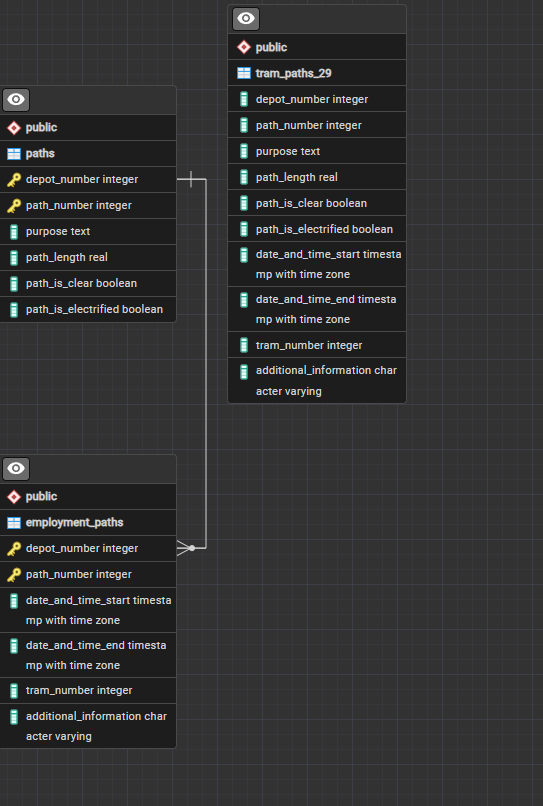 public
tram_paths_29
depot_number integer
path_number integer
purpose text
path_length real
path_is_clear boolean
path_is_electrified boolean
date_and_time_start timesta
mp with time zone
date_and_time_end timesta
mp with time zone
tram_number integer
additional_information char
acter varying
public
paths
depot_number integer
path_number integer
purpose text
path_length real
path_is_clear boolean
path_is_electrified boolean
public
employment_paths
depot_number integer
path_number integer
date_and_time_start timesta
mp with time zone
date_and_time_end timesta
mp with time zone
tram_number integer
additional_information char
acter varying